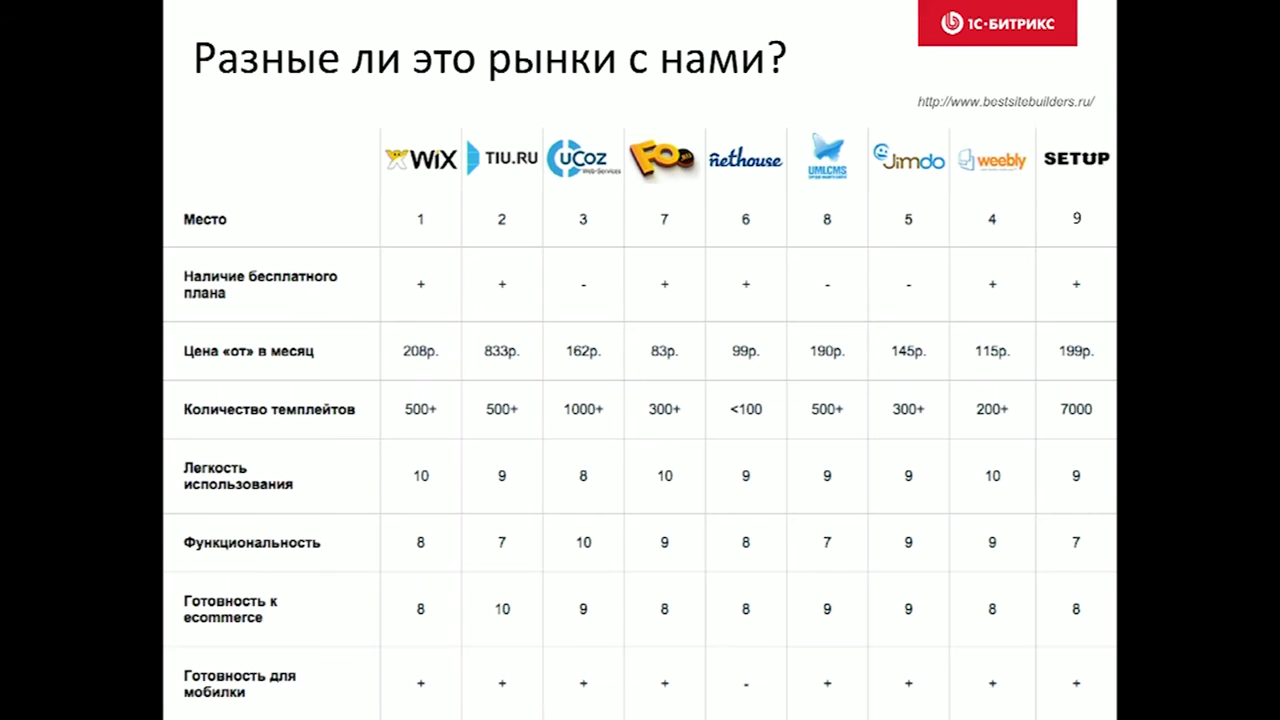 1С·БИТРИКС
Разные ли это рынки с нами?
http://www.bestsitebuilders.ru/
WiX TIU.RU uCoz Web-Services FO nethouse UMLCMS Jimdo weebly SETUP
Место 1 2 3 7 6 8 5 4 9
Наличие бесплатного
плана + + - + + - - + +
Цена «от» в месяц 208р. 833р. 162р. 83р. 99р. 190р. 145р. 115р. 199р.
Количество темплейтов 500+ 500+ 1000+ 300+ <100 500+ 300+ 200+ 7000
Легкость
использования 10 9 8 10 9 9 9 10 9
Функциональность 8 7 10 9 8 7 9 9 7
Готовность к
ecommerce 8 10 9 8 8 9 9 8 8
Готовность для
мобилки + + + + - + + + +